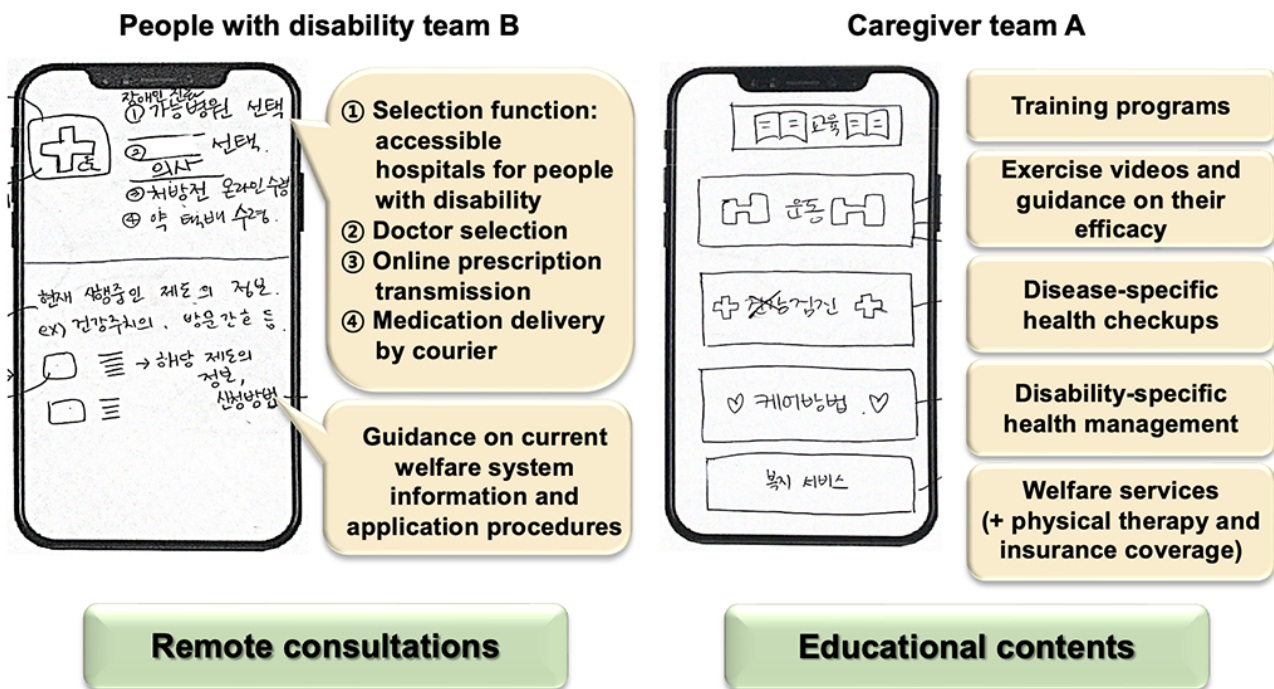 People with disability team B
장애인 진료
① 가능병원 선택
② 선택.
의사
③ 처방전 온라인수령
④ 약 택배 수령.
현재 시행중인 제도의 정보.
ex) 건강주치의, 방문간호 등.
→ 해당 제도의
정보,
신청방법
① Selection function:
accessible
hospitals for people
with disability
② Doctor selection
③ Online prescription
transmission
④ Medication delivery
by courier
Guidance on current
welfare system
information and
application procedures
Remote consultations
Caregiver team A
교육
운동
검진
케어방법
복지 서비스
Training programs
Exercise videos and
guidance on their
efficacy
Disease-specific
health checkups
Disability-specific
health management
Welfare services
(+ physical therapy and
insurance coverage)
Educational contents